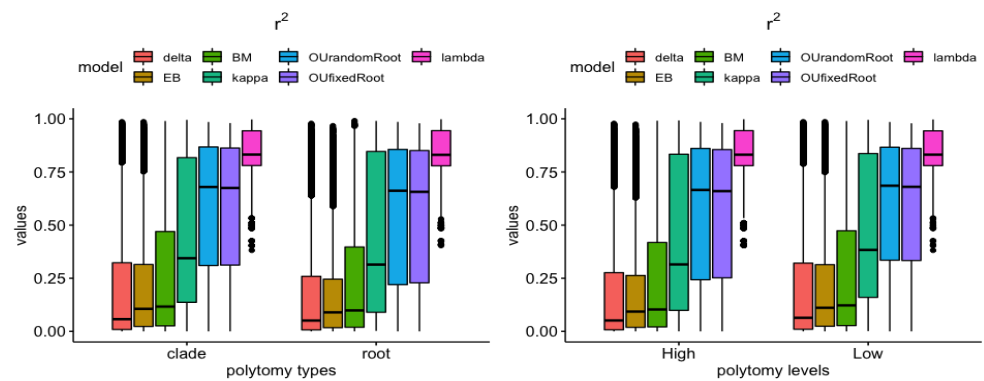 r²
model delta BM OUrandomRoot lambda
EB kappa OUfixedRoot
1.00
0.75
0.50
0.25
0.00
values
clade root
polytomy types
r²
model delta BM OUrandomRoot lambda
EB kappa OUfixedRoot
1.00
0.75
0.50
0.25
0.00
values
High Low
polytomy levels